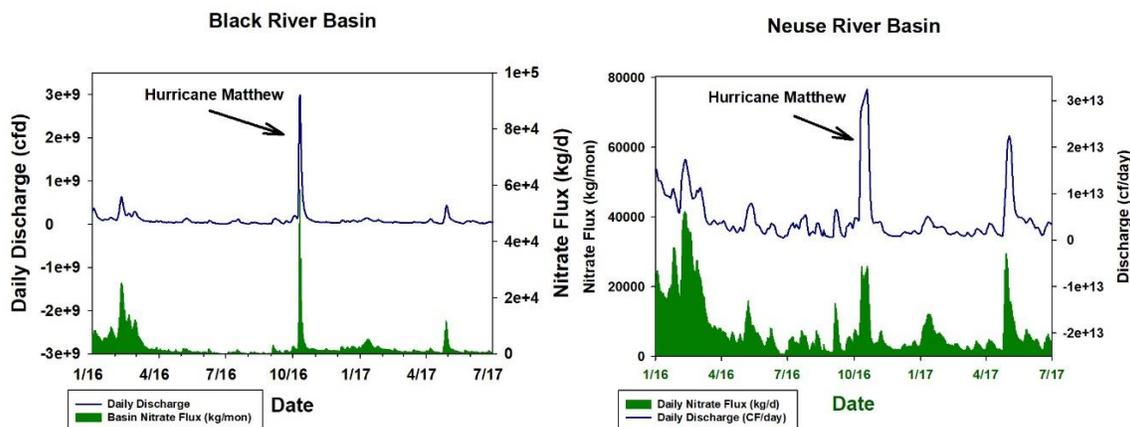 Black River Basin
Hurricane Matthew
Daily Discharge (cfd)
3e+9
2e+9
1e+9
0
-1e+9
-2e+9
-3e+9
1e+5
8e+4
6e+4
4e+4
2e+4
0
Nitrate Flux (kg/d)
1/16 4/16 7/16 10/16 1/17 4/17 7/17
Date
Daily Discharge
Basin Nitrate Flux (kg/mon)
Neuse River Basin
Hurricane Matthew
Nitrate Flux (kg/mon)
80000
60000
40000
20000
0
3e+13
2e+13
1e+13
0
-1e+13
-2e+13
Discharge (cf/day)
1/16 4/16 7/16 10/16 1/17 4/17 7/17
Date
Daily Nitrate Flux (kg/d)
Daily Discharge (CF/day)